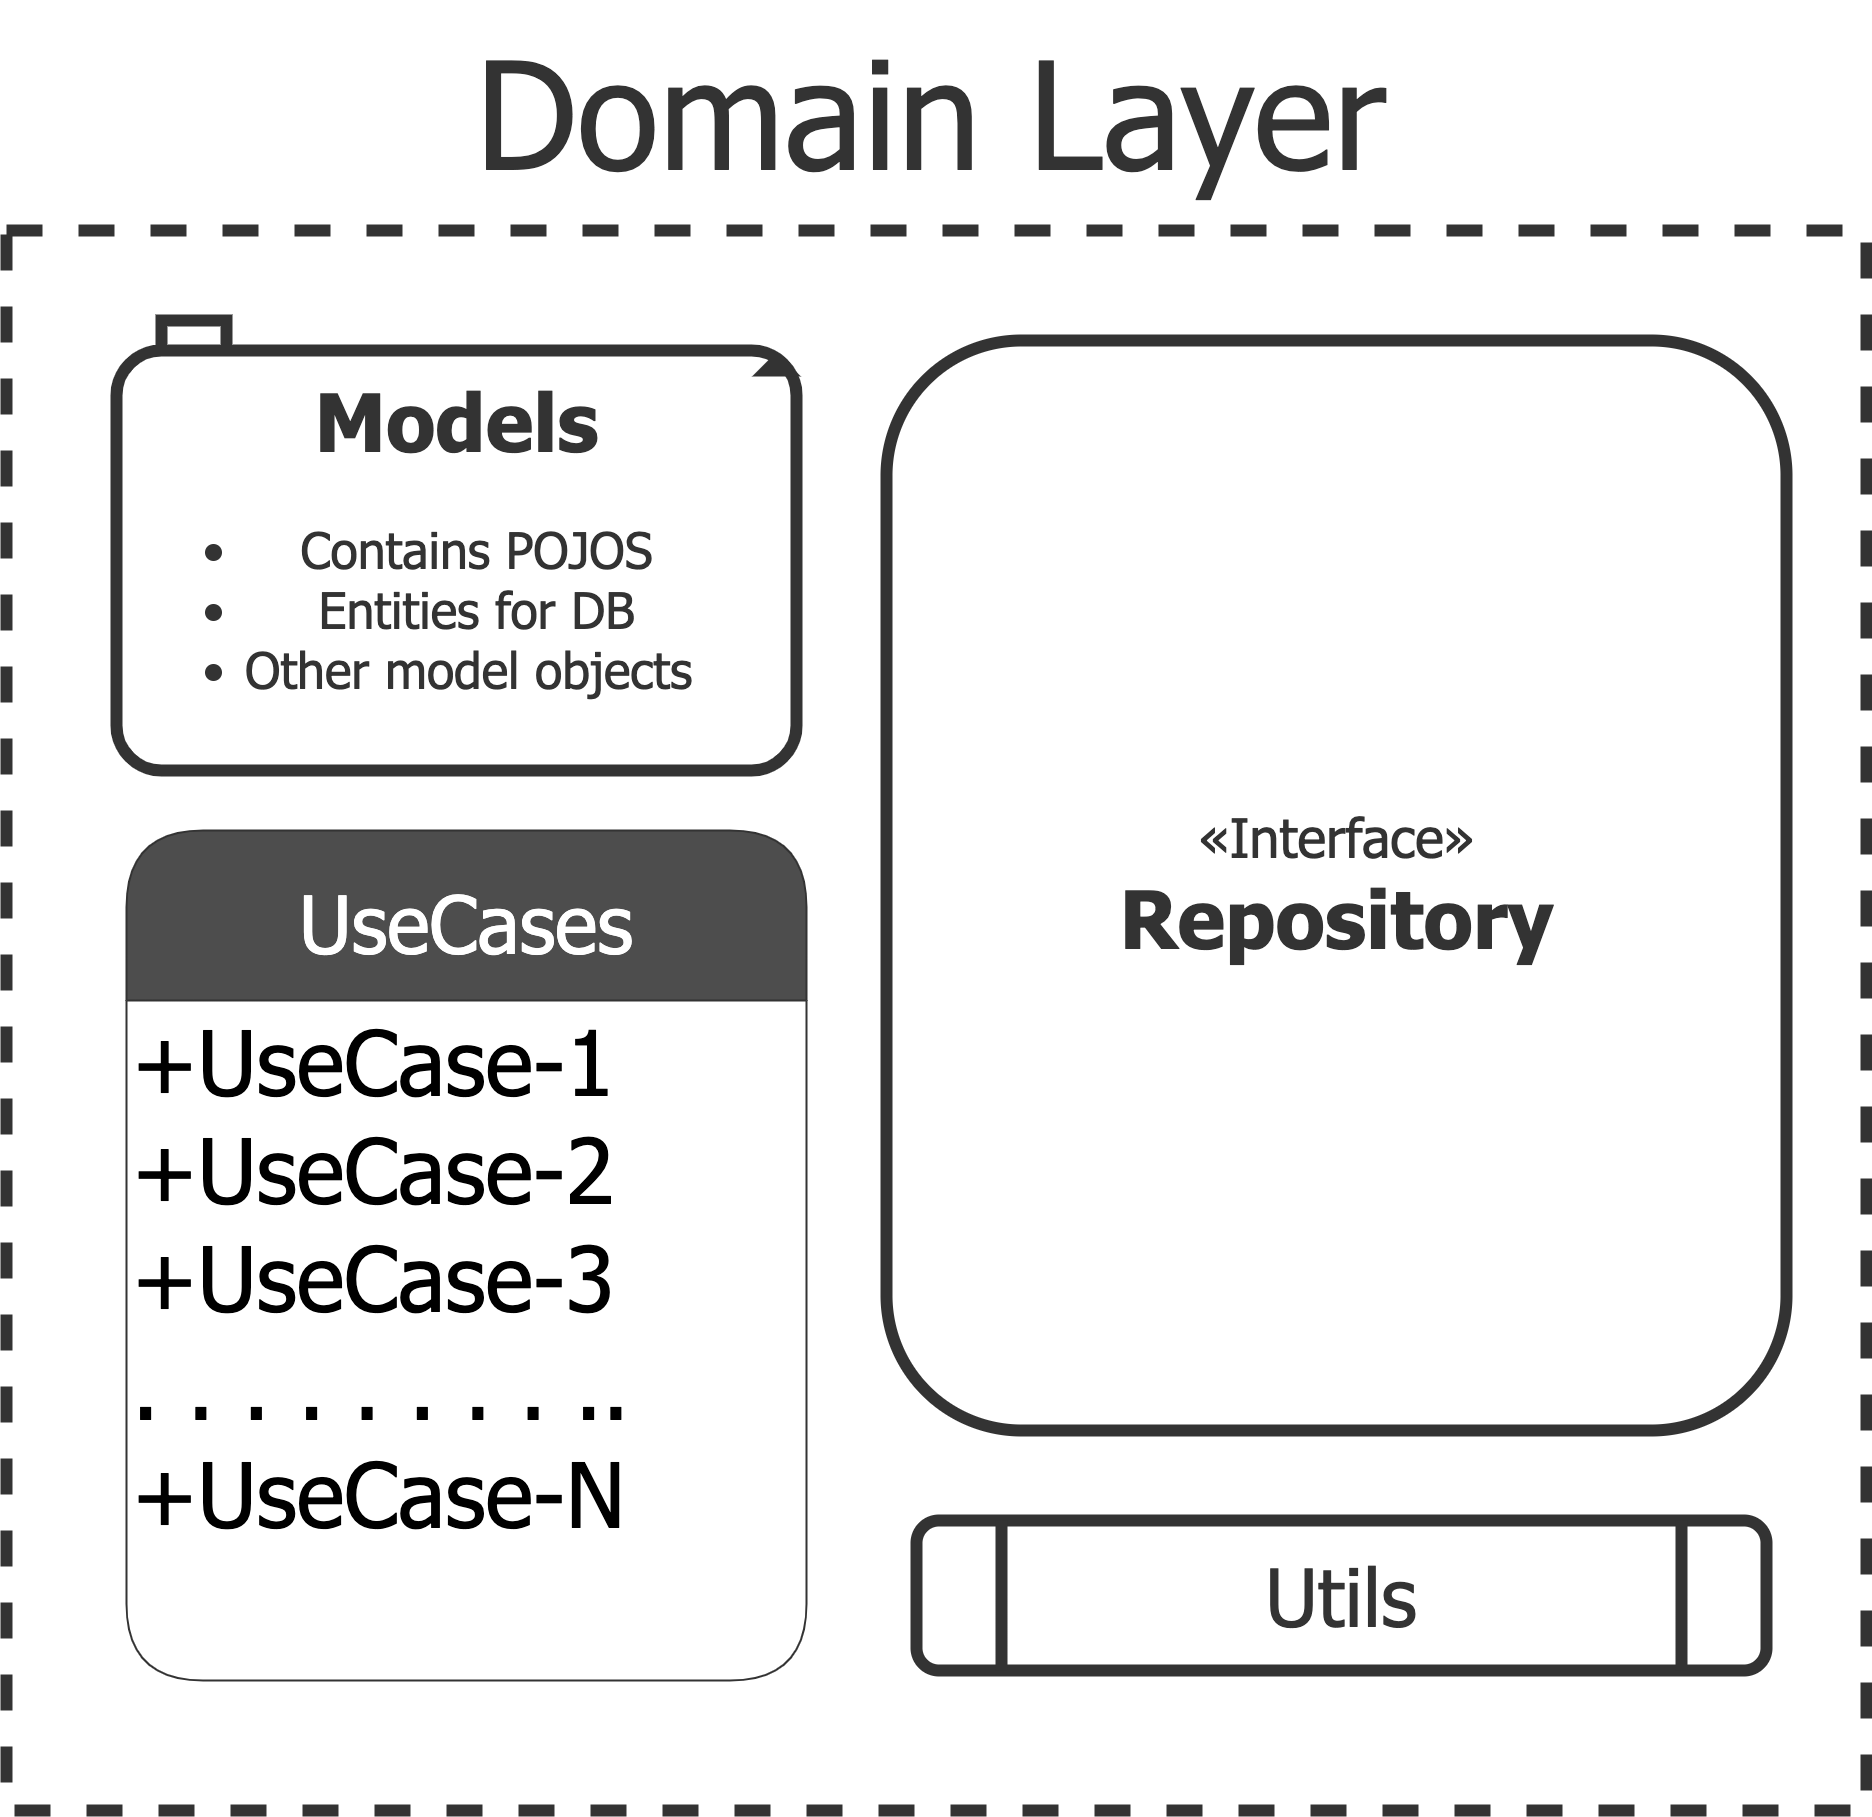 Domain Layer
Models
• Contains POJOS
• Entities for DB
• Other model objects
UseCases
+UseCase-1
+UseCase-2
+UseCase-3
. . . . . . . . ..
+UseCase-N
«Interface»
Repository
Utils